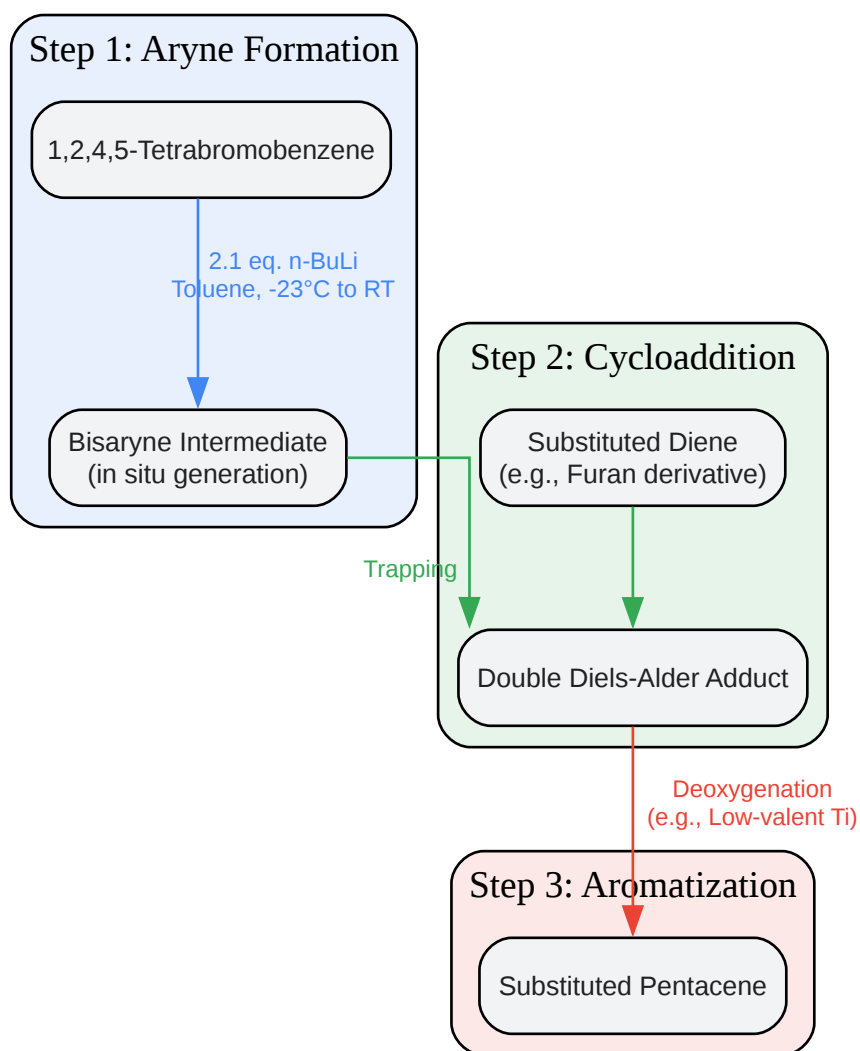 Step 1: Aryne Formation
1,2,4,5-Tetrabromobenzene
2.1 eq. n-BuLi
Toluene, -23°C to RT
Bisaryne Intermediate
(in situ generation)
Step 2: Cycloaddition
Substituted Diene
(e.g., Furan derivative)
Trapping
Double Diels-Alder Adduct
Deoxygenation
(e.g., Low-valent Ti)
Step 3: Aromatization
Substituted Pentacene